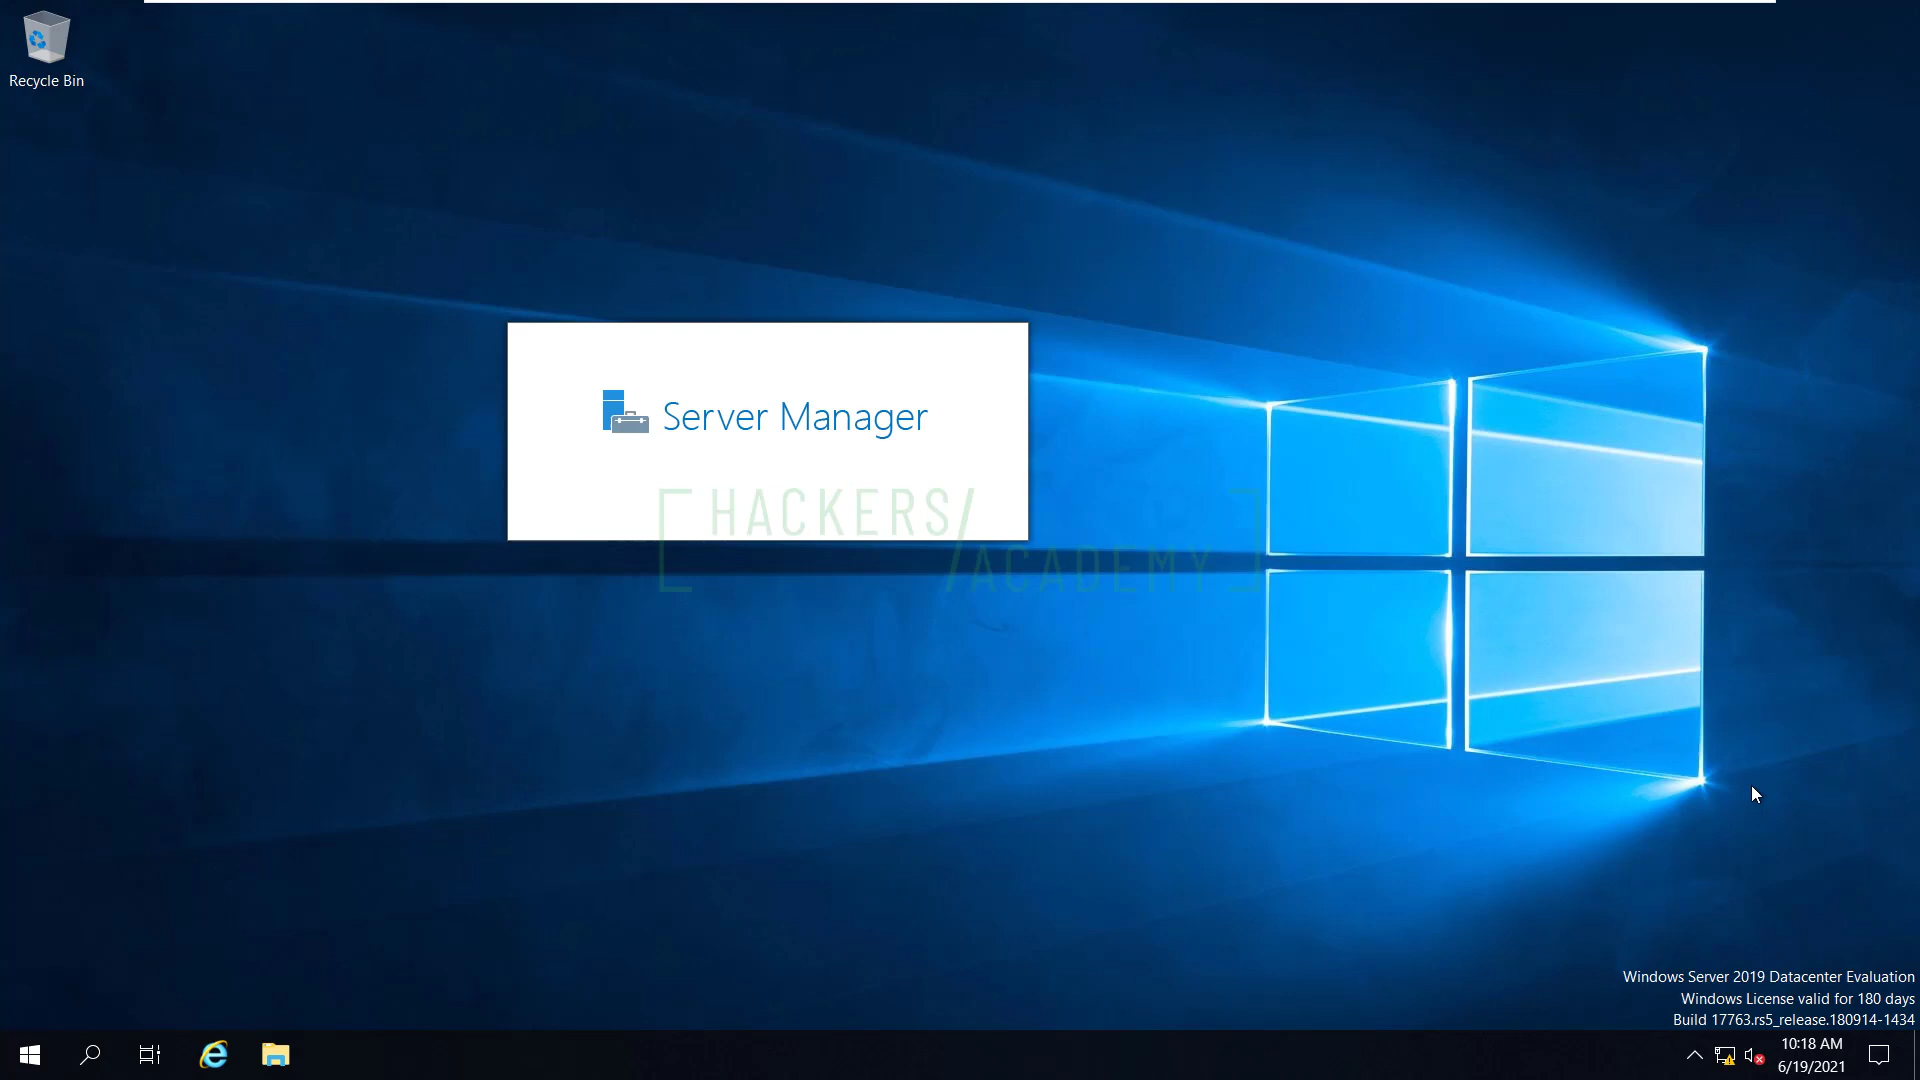 Recycle Bin
Server Manager
HACKERS/
/ACADEMY
Windows Server 2019 Datacenter Evaluation
Windows License valid for 180 days
Build 17763.rs5_release.180914-1434
10:18 AM
6/19/2021